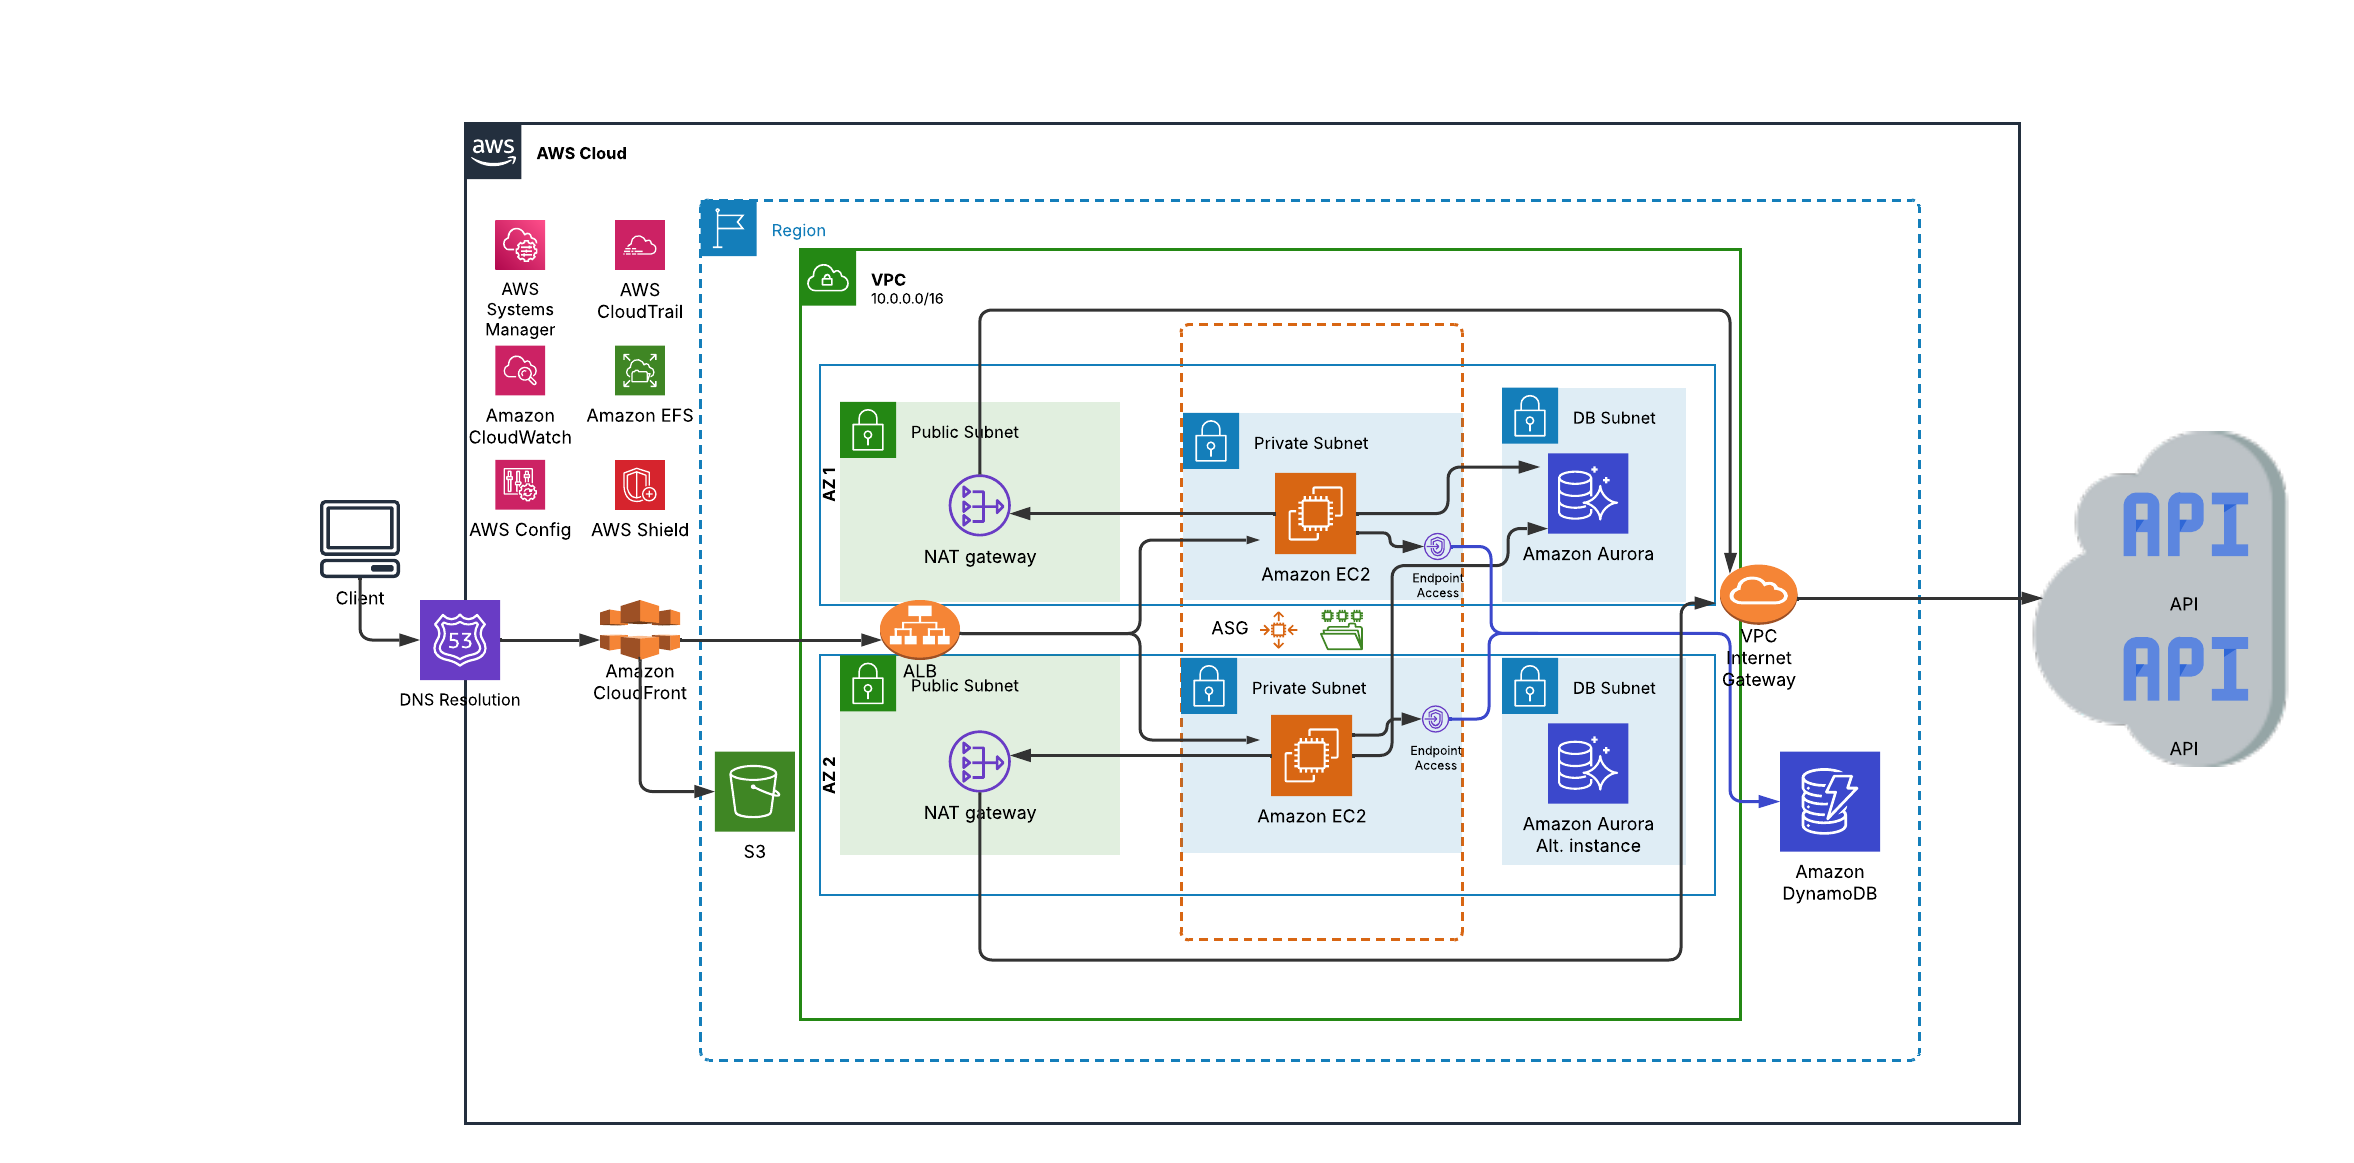 aws
AWS Cloud
Region
VPC
10.0.0.0/16
AWS
Systems
Manager
AWS
CloudTrail
Amazon
CloudWatch
Amazon EFS
AWS Config
AWS Shield
Client
53
DNS Resolution
Amazon
CloudFront
S3
AZ 1
Public Subnet
NAT gateway
Private Subnet
Amazon EC2
Endpoint
Access
DB Subnet
Amazon Aurora
ALB
ASG
AZ 2
Public Subnet
NAT gateway
Private Subnet
Amazon EC2
Endpoint
Access
DB Subnet
Amazon Aurora
Alt. instance
VPC
Internet
Gateway
Amazon
DynamoDB
API
API
API
API